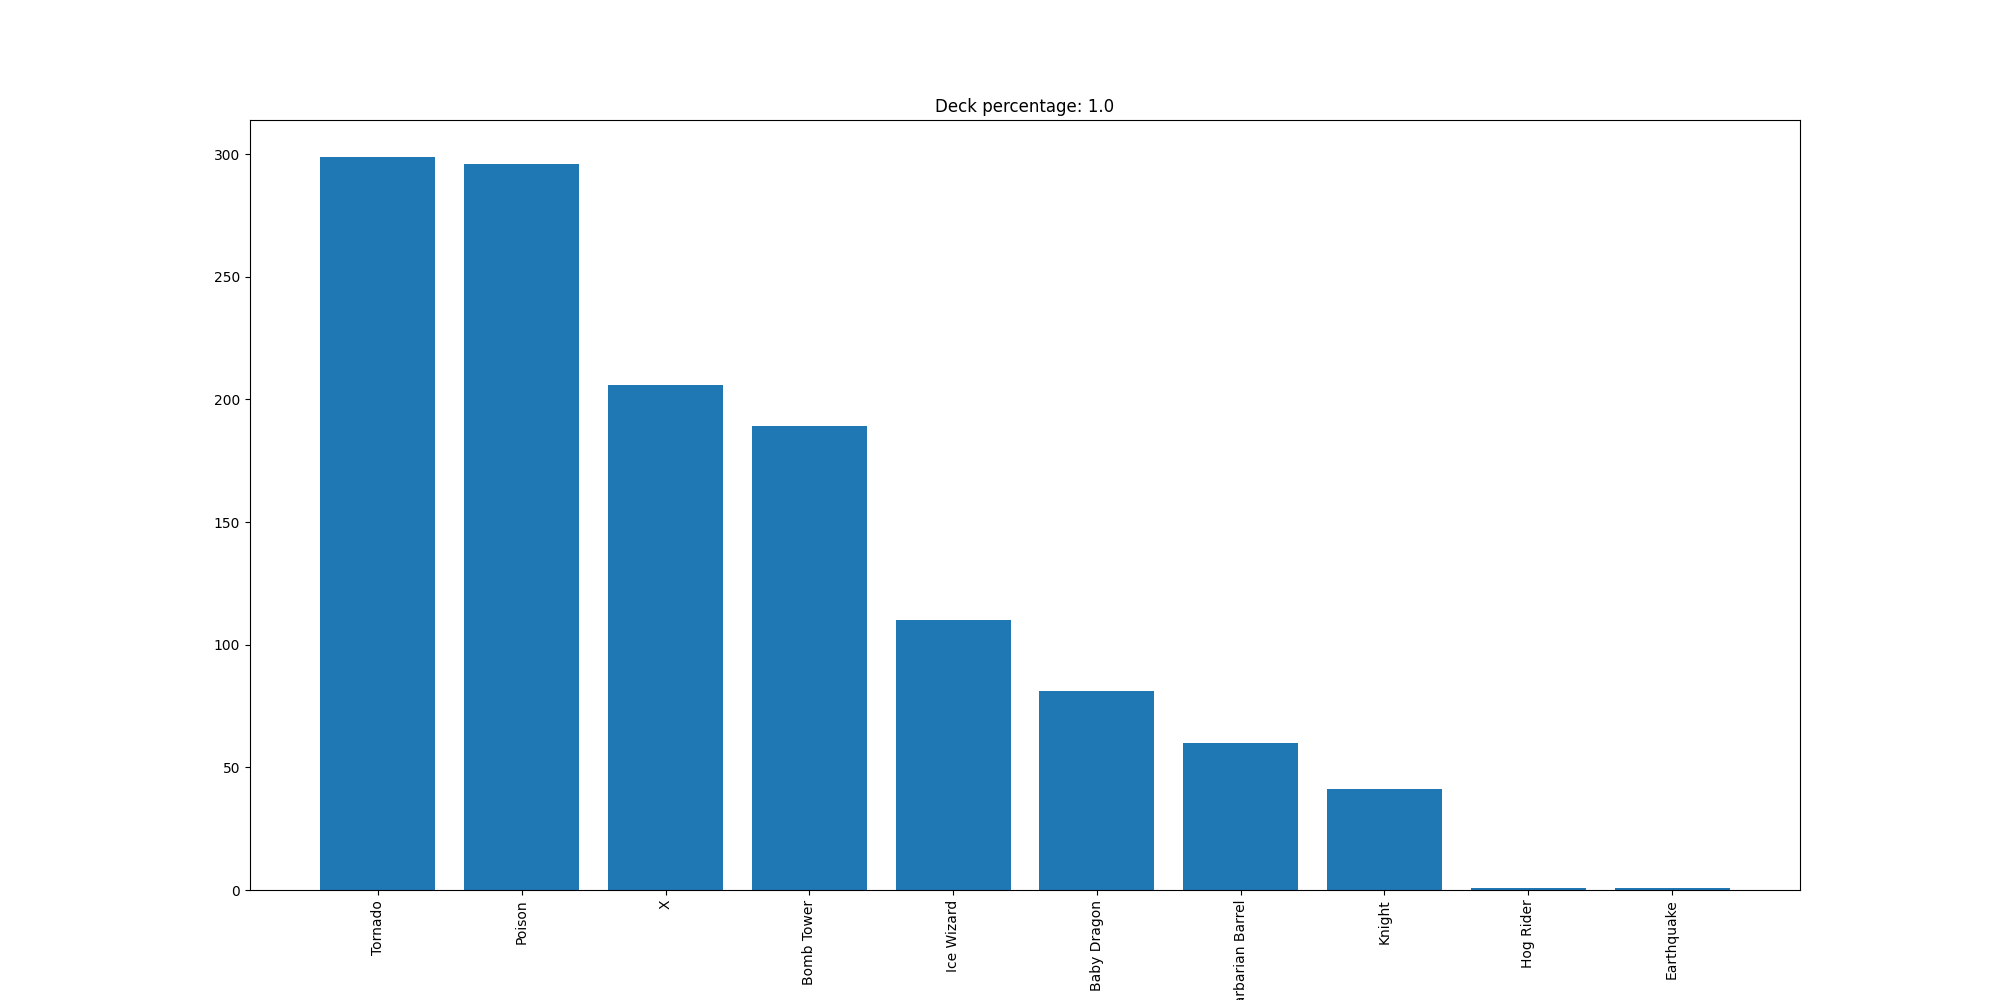 Deck percentage: 1.0
300
250
200
150
100
50
0
Tornado
Poison
X
Bomb Tower
Ice Wizard
Baby Dragon
arbarian Barrel
Knight
Hog Rider
Earthquake